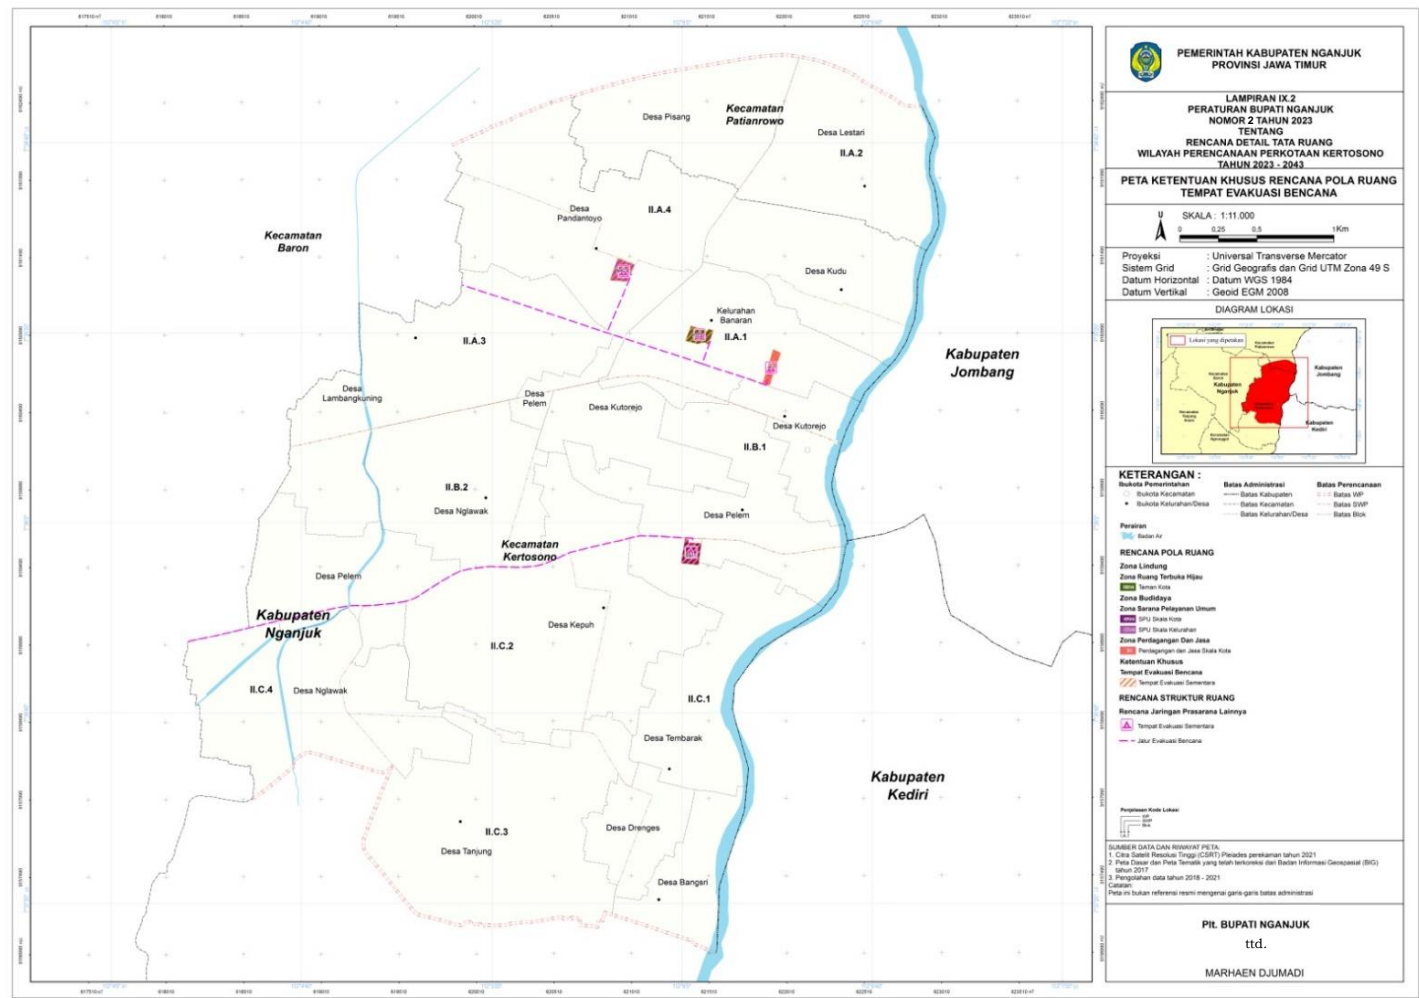 PEMERINTAH KABUPATEN NGANJUK
PROVINSI JAWA TIMUR
LAMPIRAN IX.2
PERATURAN BUPATI NGANJUK
NOMOR 2 TAHUN 2023
TENTANG
RENCANA DETAIL TATA RUANG
WILAYAH PERENCANAAN PERKOTAAN KERTOSONO
TAHUN 2023 - 2043
PETA KETENTUAN KHUSUS RENCANA POLA RUANG
TEMPAT EVAKUASI BENCANA
U
SKALA : 1:11.000
0 0,25 0,5 1 Km
Proyeksi : Universal Transverse Mercator
Sistem Grid : Grid Geografis dan Grid UTM Zona 49 S
Datum Horizontal : Datum WGS 1984
Datum Vertikal : Geoid EGM 2008
DIAGRAM LOKASI
Lokasi yang dipetakan
Kabupaten
Nganjuk
Kabupaten
Jombang
Kabupaten
Kediri
KETERANGAN :
Ibukota Pemerintahan
Ibukota Kecamatan
Ibukota Kelurahan/Desa
Batas Administrasi
Batas Kabupaten
Batas Kecamatan
Batas Kelurahan/Desa
Batas Perencanaan
Batas WP
Batas SWP
Batas Blok
Perairan
Badan Air
RENCANA POLA RUANG
Zona Lindung
Zona Ruang Terbuka Hijau
Taman Kota
Zona Budidaya
Zona Sarana Pelayanan Umum
SPU Skala Kota
SPU Skala Kelurahan
Zona Perdagangan Dan Jasa
Perdagangan dan Jasa Skala Kota
Ketentuan Khusus
Tempat Evakuasi Bencana
Tempat Evakuasi Sementara
RENCANA STRUKTUR RUANG
Rencana Jaringan Prasarana Lainnya
Tempat Evakuasi Sementara
Jalur Evakuasi Bencana
Penjelasan Kode Lokasi
WP
SWP
Blok
SUMBER DATA DAN RIWAYAT PETA:
1. Citra Satelit Resolusi Tinggi (CSRT) Pleiades perekaman tahun 2021
2. Peta Dasar dan Peta Tematik yang telah terkoreksi dari Badan Informasi Geospasial (BIG)
tahun 2017
3. Pengolahan data tahun 2018 - 2021
Catatan
Peta ini bukan referensi resmi mengenai garis-garis batas administrasi
Plt. BUPATI NGANJUK
ttd.
MARHAEN DJUMADI
Kecamatan
Patianrowo
Desa Pisang
Desa Lestari
II.A.2
Desa
Pandantoyo
II.A.4
Kecamatan
Baron
Desa Kudu
Kelurahan
Banaran
II.A.1
II.A.3
Kabupaten
Jombang
Desa
Lambangkuning
Desa
Pelem
Desa Kutorejo
Desa Kutorejo
II.B.1
II.B.2
Desa Nglawak
Desa Pelem
Kecamatan
Kertosono
Desa Pelem
Kabupaten
Nganjuk
Desa Kepuh
II.C.2
II.C.4
Desa Nglawak
II.C.1
Desa Tembarak
Kabupaten
Kediri
II.C.3
Desa Tanjung
Desa Drenges
Desa Bangsri